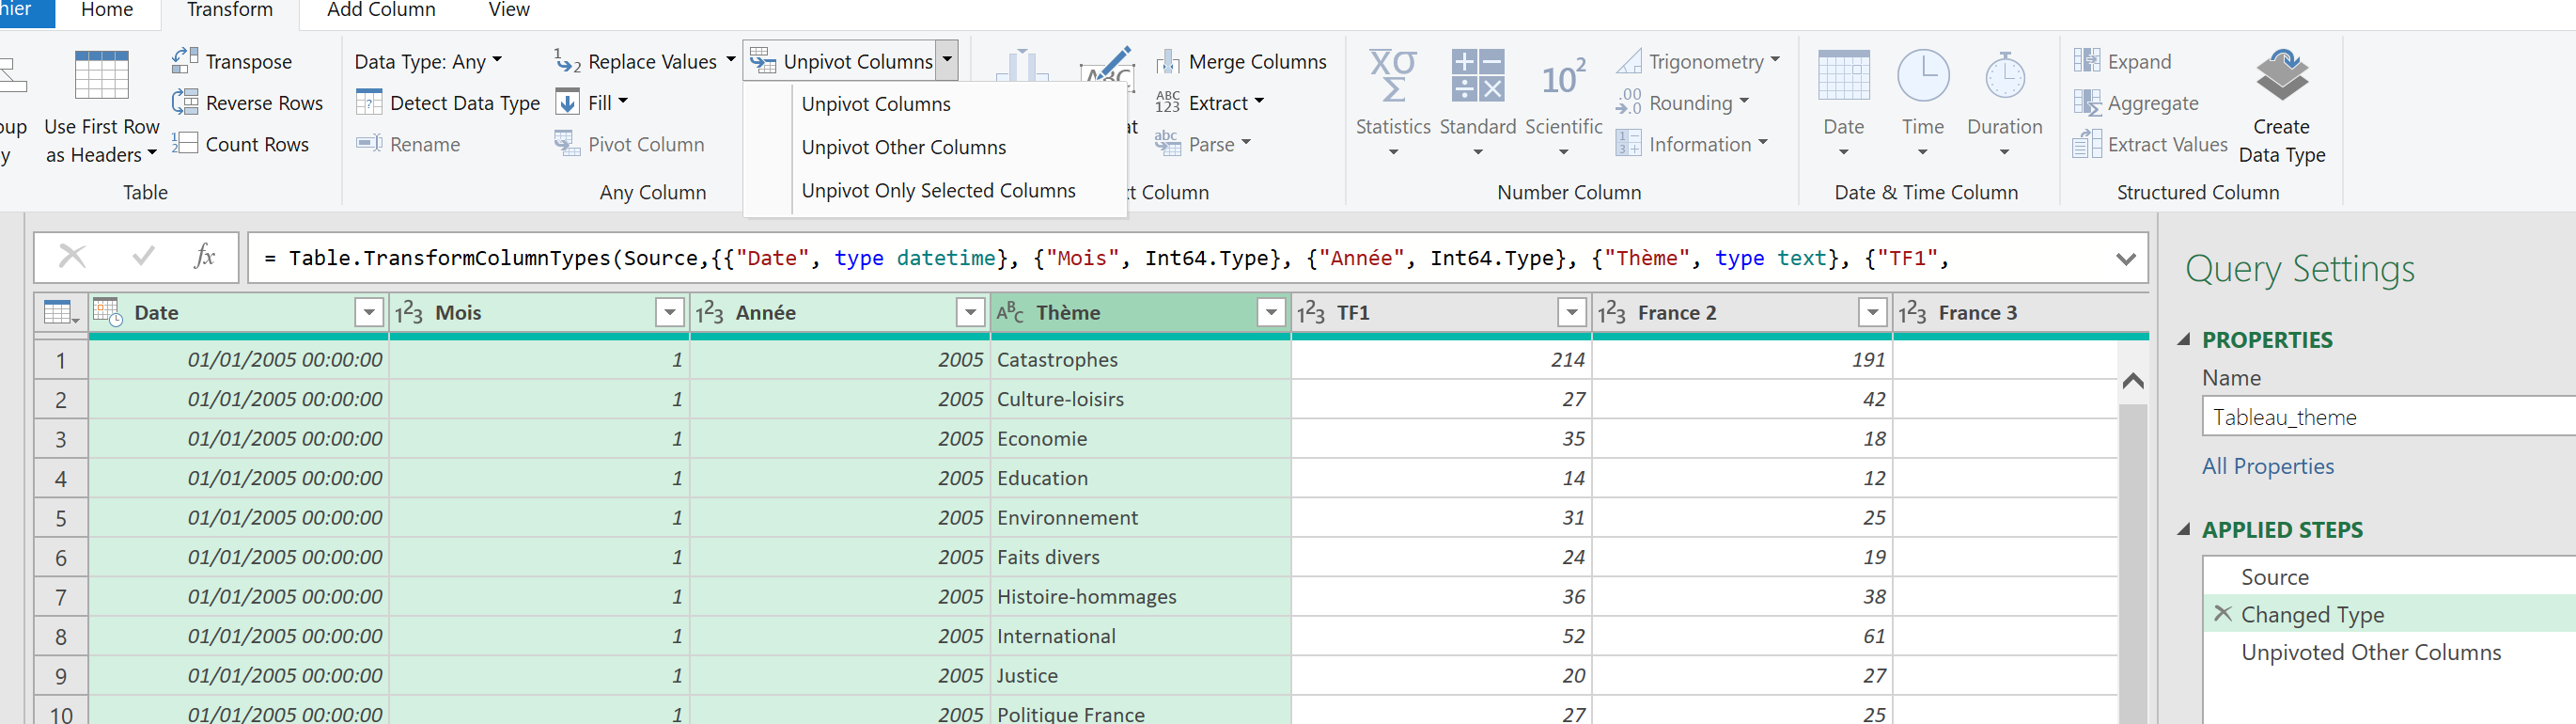 hier Home Transform Add Column View
Transpose Data Type: Any Replace Values Unpivot Columns Merge Columns Trigonometry Expand
Reverse Rows Detect Data Type Fill Unpivot Columns Extract Rounding Aggregate
oup Use First Row Statistics Standard Scientific Date Time Duration Create
y as Headers Count Rows Rename Pivot Column Unpivot Other Columns at Parse Information Extract Values Data Type
Table Any Column Unpivot Only Selected Columns t Column Number Column Date & Time Column Structured Column
fx = Table.TransformColumnTypes(Source,{{"Date", type datetime}, {"Mois", Int64.Type}, {"Année", Int64.Type}, {"Thème", type text}, {"TF1",
Date 123 Mois 123 Année ABC Thème 123 TF1 123 France 2 123 France 3
1 01/01/2005 00:00:00 1 2005 Catastrophes 214 191
2 01/01/2005 00:00:00 1 2005 Culture-loisirs 27 42
3 01/01/2005 00:00:00 1 2005 Economie 35 18
4 01/01/2005 00:00:00 1 2005 Education 14 12
5 01/01/2005 00:00:00 1 2005 Environnement 31 25
6 01/01/2005 00:00:00 1 2005 Faits divers 24 19
7 01/01/2005 00:00:00 1 2005 Histoire-hommages 36 38
8 01/01/2005 00:00:00 1 2005 International 52 61
9 01/01/2005 00:00:00 1 2005 Justice 20 27
10 01/01/2005 00:00:00 1 2005 Politique France 27 25
Query Settings
PROPERTIES
Name
Tableau_theme
All Properties
APPLIED STEPS
Source
Changed Type
Unpivoted Other Columns